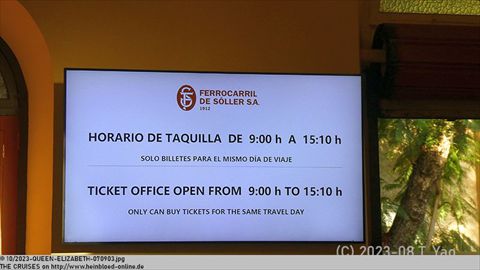 FERROCARRIL
DE SÓLLER S.A.
1912
HORARIO DE TAQUILLA DE 9:00 h A 15:10 h
SOLO BILLETES PARA EL MISMO DÍA DE VIAJE
TICKET OFFICE OPEN FROM 9:00 h TO 15:10 h
ONLY CAN BUY TICKETS FOR THE SAME TRAVEL DAY
(C) 2023-08 T. Yao
© 10/2023-QUEEN-ELIZABETH-0T0903.jpg
THE CRUISES on http://www.heinbloed-online.de